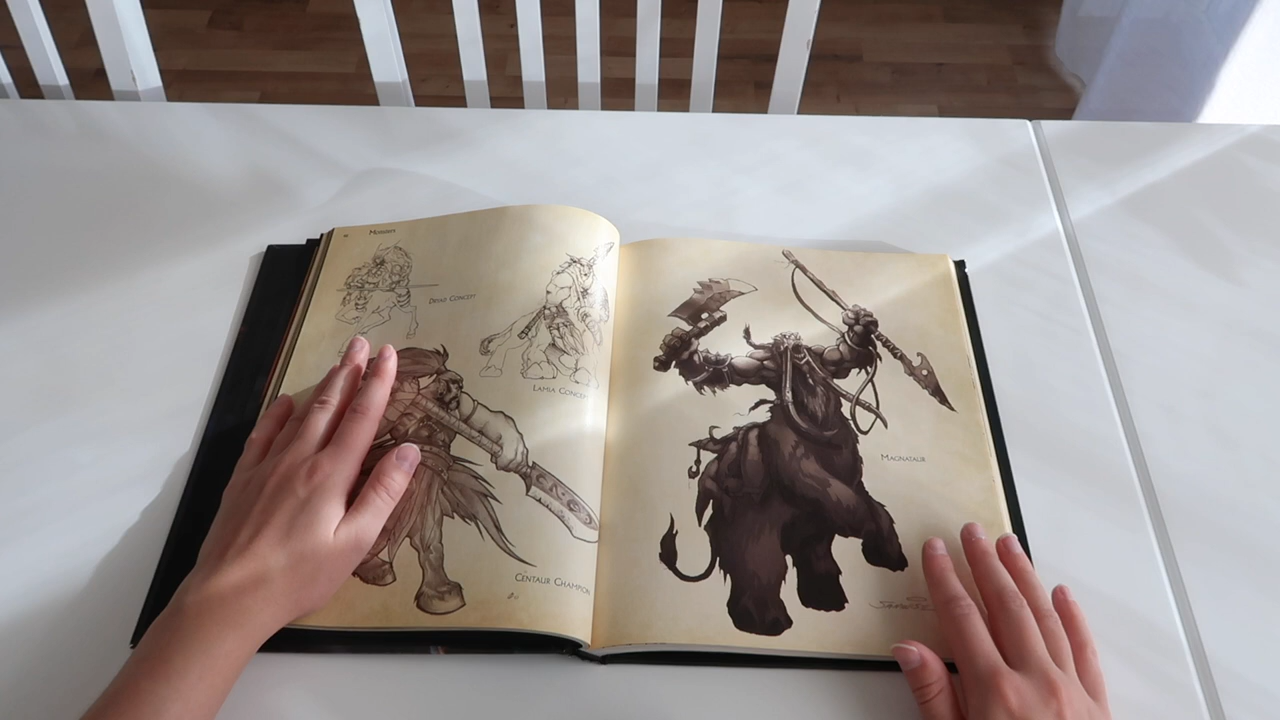 Monsters
Druid Concept
Lamia Concept
Centaur Champion
Magnataur